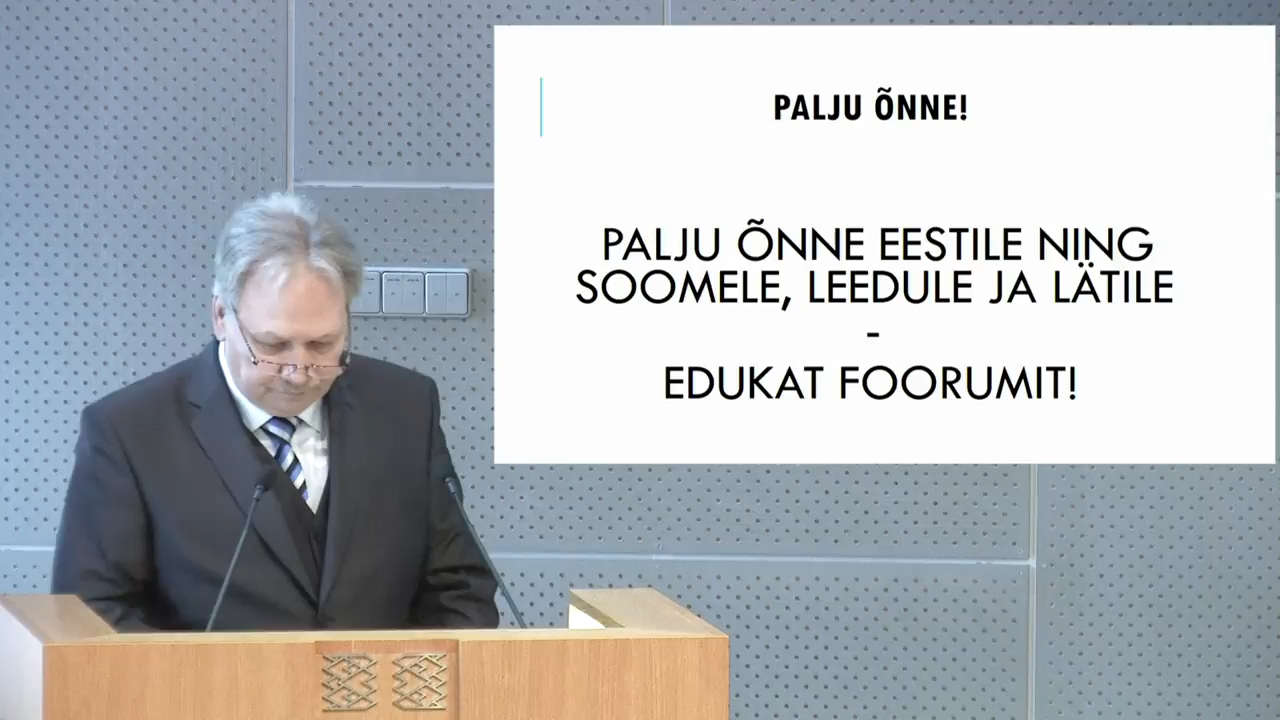 PALJU ÕNNE!
PALJU ÕNNE EESTILE NING
SOOMELE, LEEDULE JA LÄTILE
-
EDUKAT FOORUMIT!